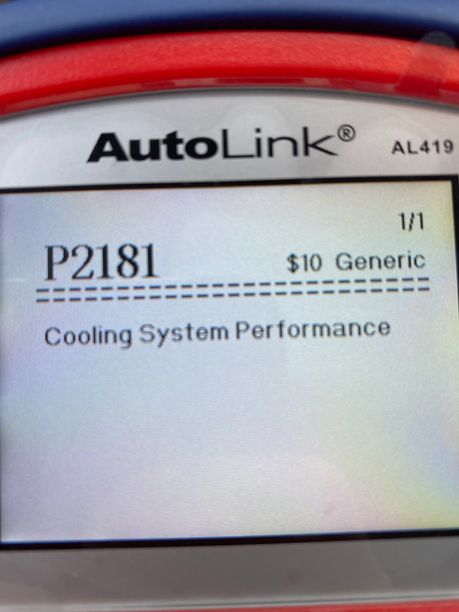 AutoLink®
AL419
1/1
P2181 $10 Generic
Cooling System Performance